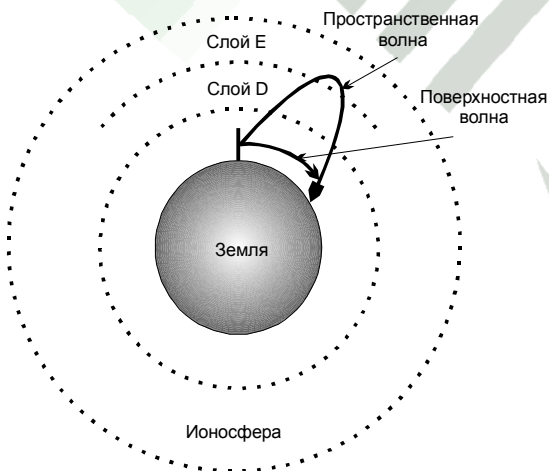 Пространственная
волна
Слой E
Слой D
Поверхностная
волна
Земля
Ионосфера